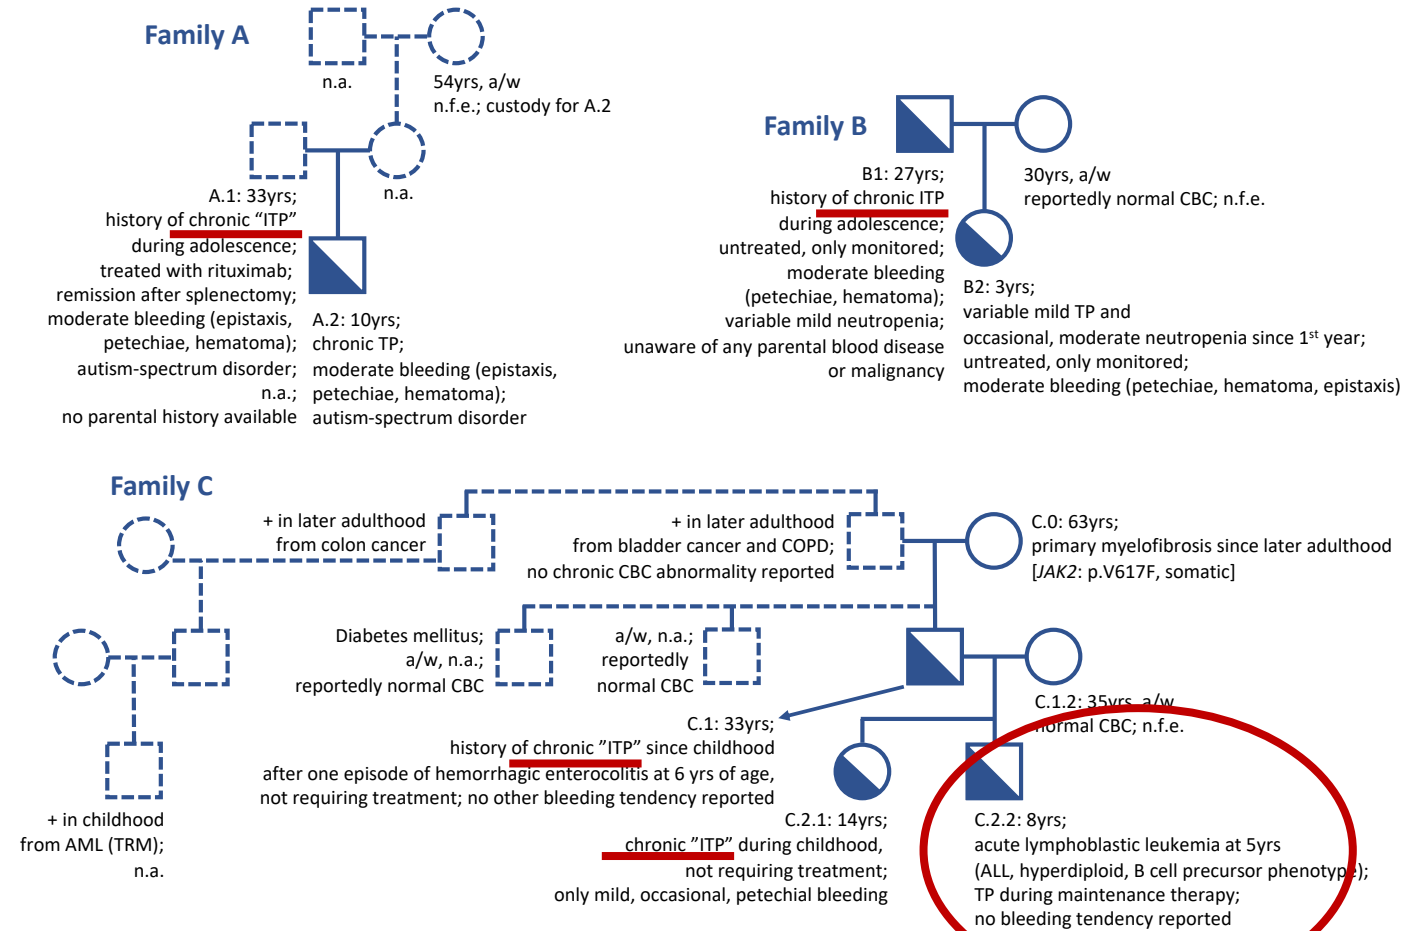 Family A
n.a.
54yrs, a/w
n.f.e.; custody for A.2
n.a.
A.1: 33yrs;
history of chronic “ITP”
during adolescence;
treated with rituximab;
remission after splenectomy;
moderate bleeding (epistaxis,
petechiae, hematoma);
autism-spectrum disorder;
n.a.;
no parental history available
A.2: 10yrs;
chronic TP;
moderate bleeding (epistaxis,
petechiae, hematoma);
autism-spectrum disorder
Family B
B1: 27yrs;
history of chronic ITP
during adolescence;
untreated, only monitored;
moderate bleeding
(petechiae, hematoma);
variable mild neutropenia;
unaware of any parental blood disease
or malignancy
30yrs, a/w
reportedly normal CBC; n.f.e.
B2: 3yrs;
variable mild TP and
occasional, moderate neutropenia since 1st year;
untreated, only monitored;
moderate bleeding (petechiae, hematoma, epistaxis)
Family C
+ in later adulthood
from colon cancer
+ in later adulthood
from bladder cancer and COPD;
no chronic CBC abnormality reported
C.0: 63yrs;
primary myelofibrosis since later adulthood
[JAK2: p.V617F, somatic]
Diabetes mellitus;
a/w, n.a.;
reportedly normal CBC
a/w, n.a.;
reportedly
normal CBC
C.1.2: 35yrs, a/w
normal CBC; n.f.e.
C.1: 33yrs;
history of chronic ”ITP” since childhood
after one episode of hemorrhagic enterocolitis at 6 yrs of age,
not requiring treatment; no other bleeding tendency reported
+ in childhood
from AML (TRM);
n.a.
C.2.1: 14yrs;
chronic ”ITP” during childhood,
not requiring treatment;
only mild, occasional, petechial bleeding
C.2.2: 8yrs;
acute lymphoblastic leukemia at 5yrs
(ALL, hyperdiploid, B cell precursor phenotype);
TP during maintenance therapy;
no bleeding tendency reported